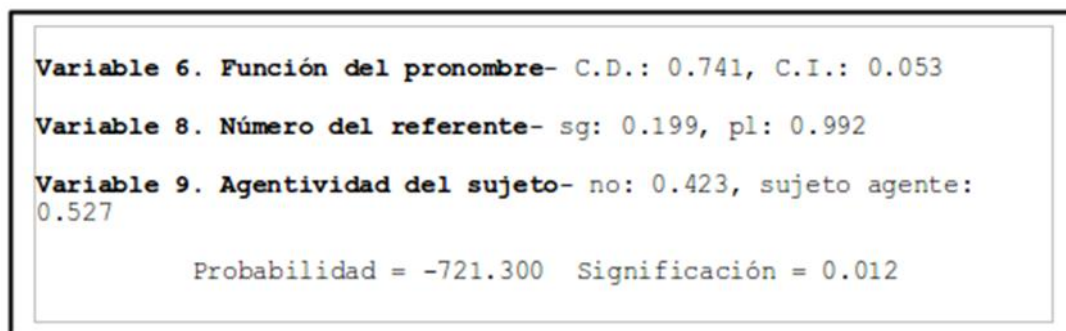 Variable 6. Función del pronombre- C.D.: 0.741, C.I.: 0.053
Variable 8. Número del referente- sg: 0.199, pl: 0.992
Variable 9. Agentividad del sujeto- no: 0.423, sujeto agente:
0.527
Probabilidad = -721.300 Significación = 0.012